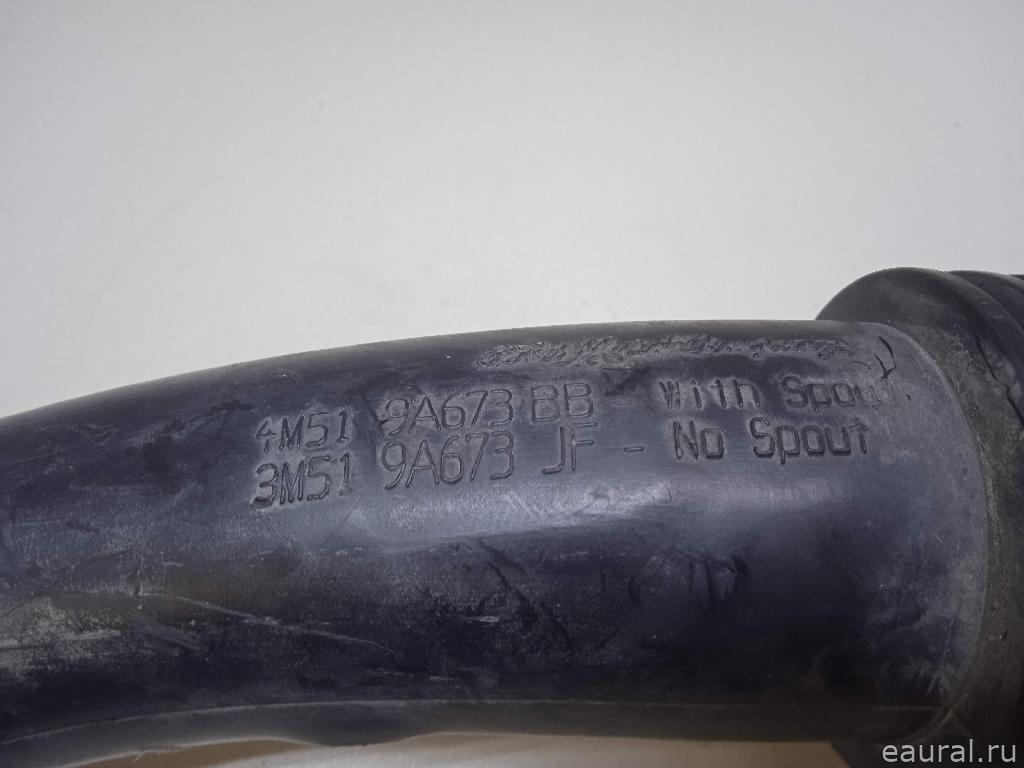 4M51 9A673 BB - With Spout
3M51 9A673 JF - No Spout
eaural.ru